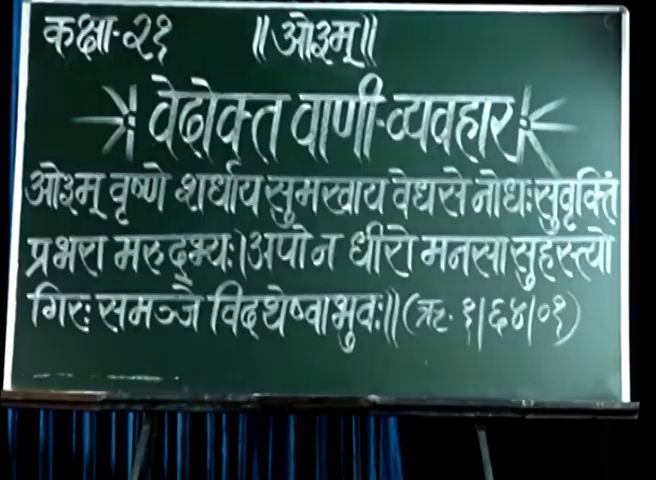 कक्षा-२१ ॥ओ३म्॥
वेदोक्त वाणी-व्यवहार
ओ३म् वृष्णे शर्धाय सुमखाय वेधसे नोधःसुवृक्तिं
प्रभरा मरुद्भ्यः।अपो न धीरो मनसा सुहस्त्यो
गिरः समञ्जे विदथेष्वाभुवः॥(ऋ. १|६४|०१)